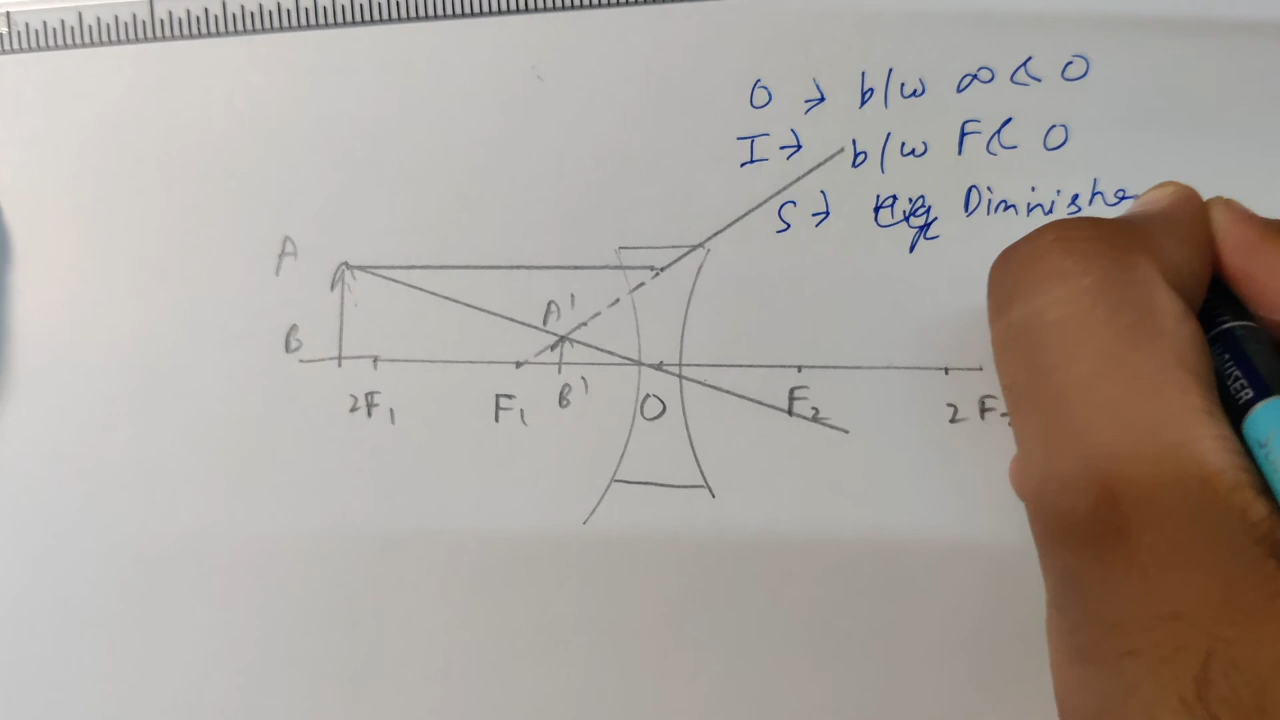 O → b/w ∞ & O
I → b/w F & O
S → Diminishe
A
A'
B
2F₁
F₁
B'
O
F₂
2F